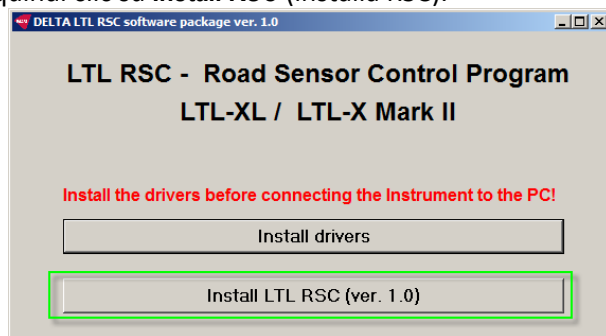 DELTA LTL RSC software package ver. 1.0
LTL RSC - Road Sensor Control Program
LTL-XL / LTL-X Mark II
Install the drivers before connecting the Instrument to the PC!
Install drivers
Install LTL RSC (ver. 1.0)